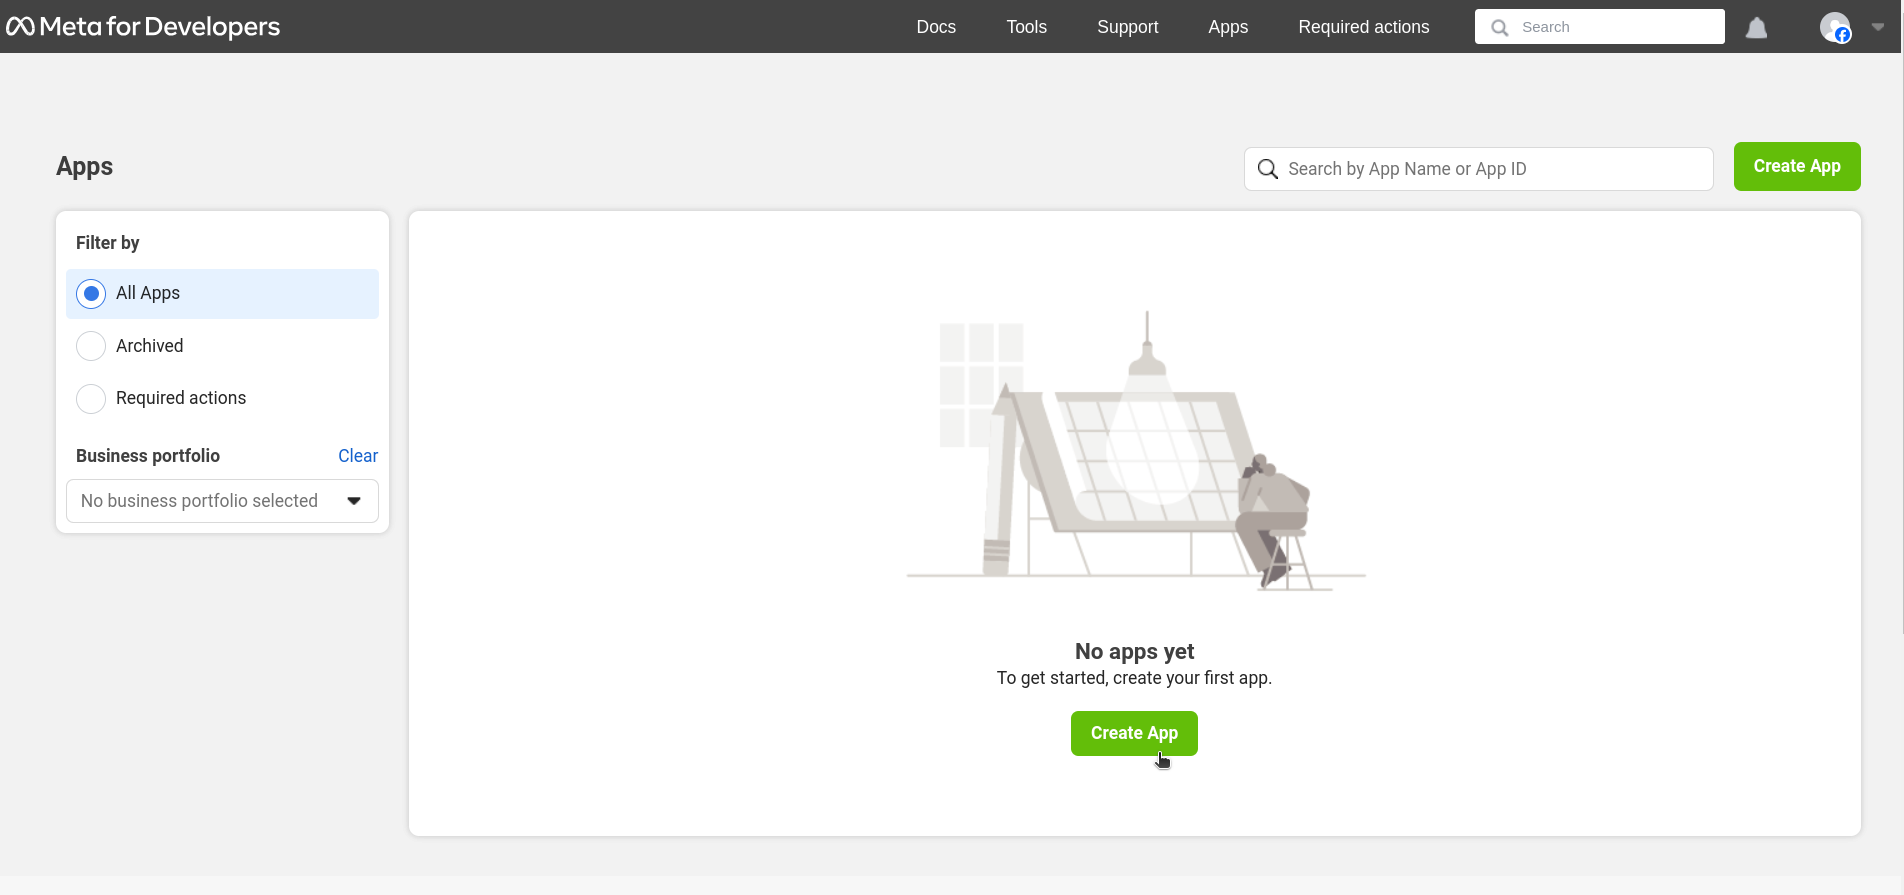 Meta for Developers
Docs Tools Support Apps Required actions Search
Apps
Search by App Name or App ID
Create App
Filter by
All Apps
Archived
Required actions
Business portfolio Clear
No business portfolio selected
No apps yet
To get started, create your first app.
Create App